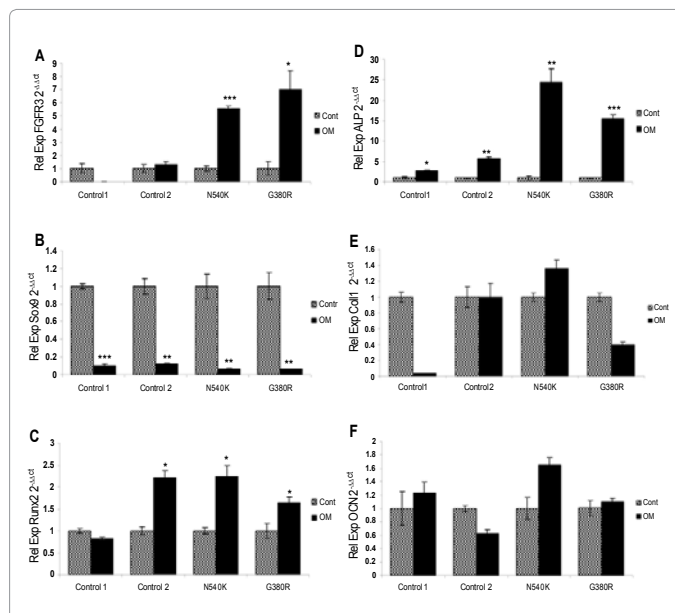 A
Rel Exp FGFR3 2-ΔΔct
9
8
7
6
5
4
3
2
1
0
***
*
Cont
OM
Control1
Control 2
N540K
G380R
B
Rel Exp Sox9 2-ΔΔct
1.4
1.2
1
0.8
0.6
0.4
0.2
0
***
**
**
**
Contr
OM
Control 1
Control 2
N540K
G380R
C
Rel Exp Runx2 2-ΔΔct
3
2.5
2
1.5
1
0.5
0
*
*
*
Cont
OM
Control 1
Control 2
N540K
G380R
D
Rel Exp ALP 2-ΔΔct
30
25
20
15
10
5
0
*
**
**
***
Cont
OM
Control1
Control 2
N540K
G380R
E
Rel Exp Coll1 2-ΔΔct
1.6
1.4
1.2
1
0.8
0.6
0.4
0.2
0
Cont
OM
Control1
Control2
N540K
G380R
F
Rel Exp OCN2-ΔΔct
2
1.8
1.6
1.4
1.2
1
0.8
0.6
0.4
0.2
0
Cont
OM
Control 1
Control 2
N540K
G380R